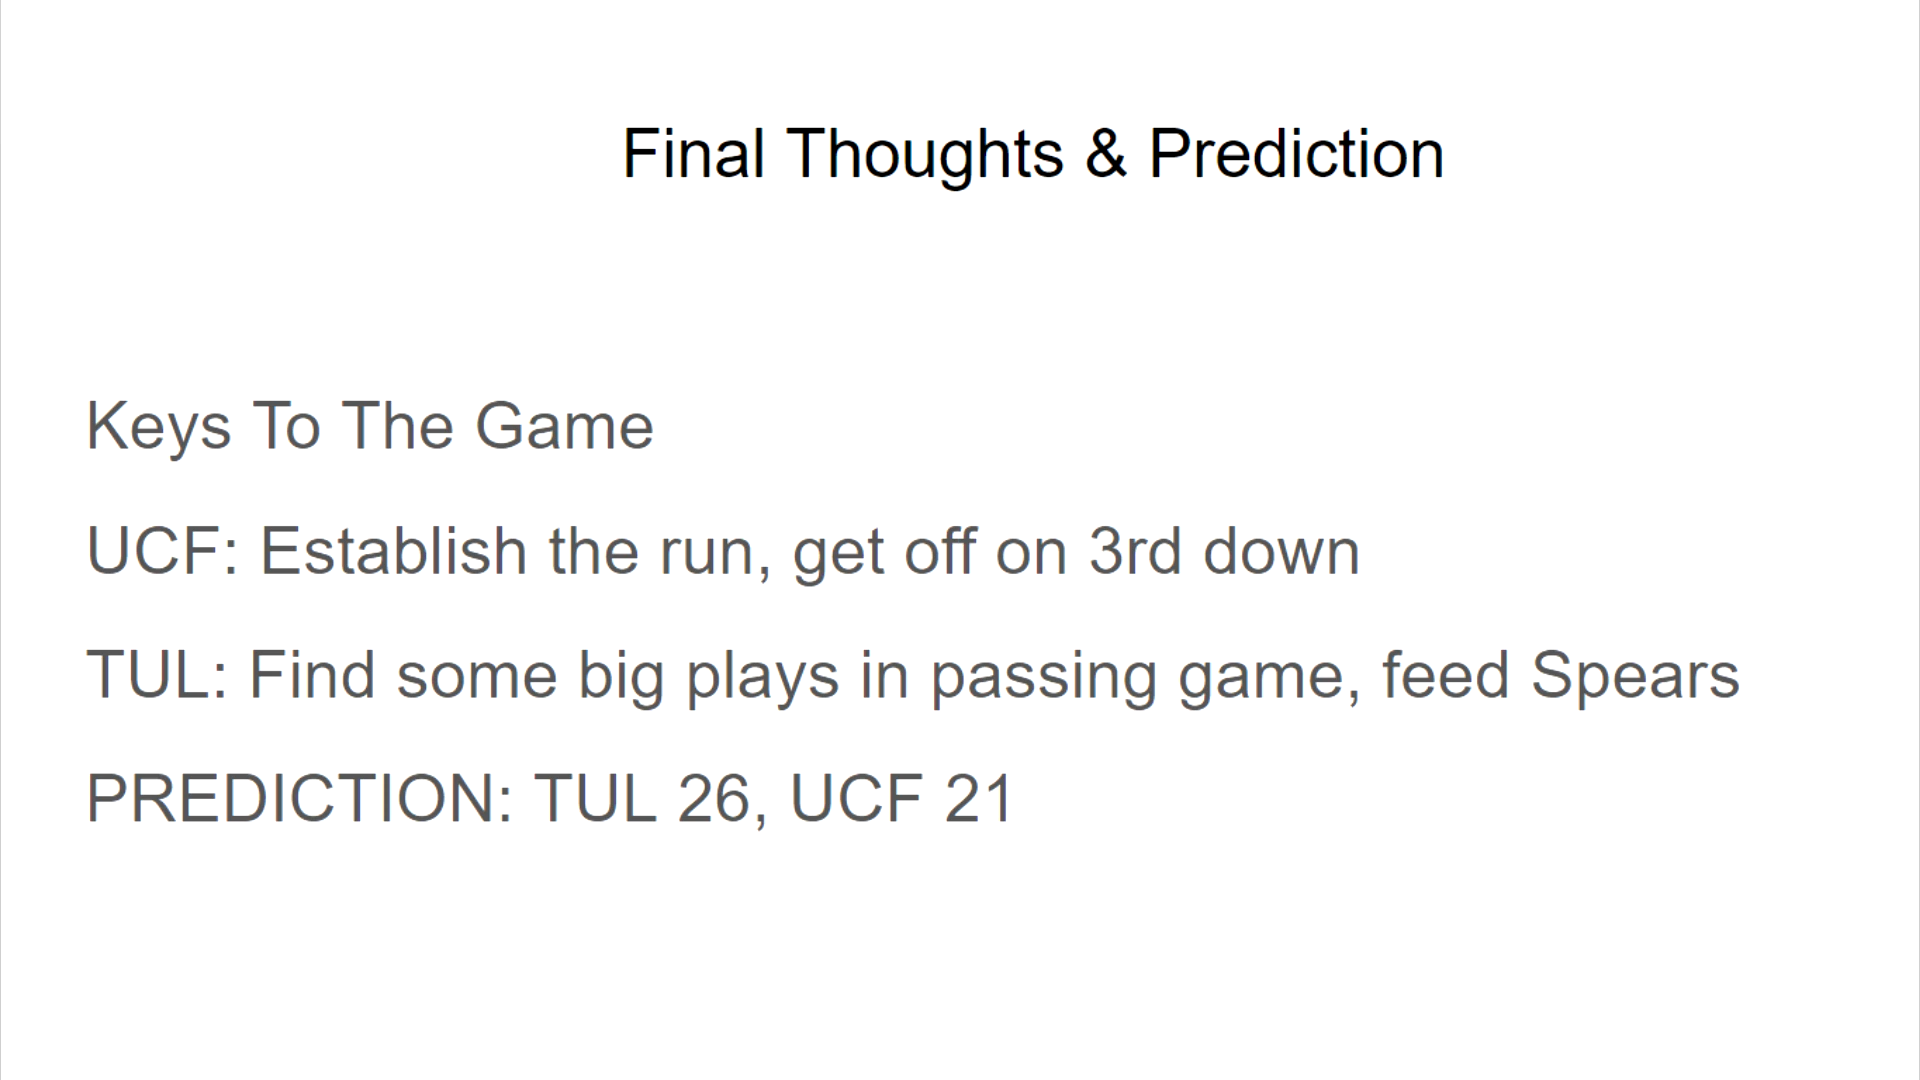 Final Thoughts & Prediction
Keys To The Game
UCF: Establish the run, get off on 3rd down
TUL: Find some big plays in passing game, feed Spears
PREDICTION: TUL 26, UCF 21